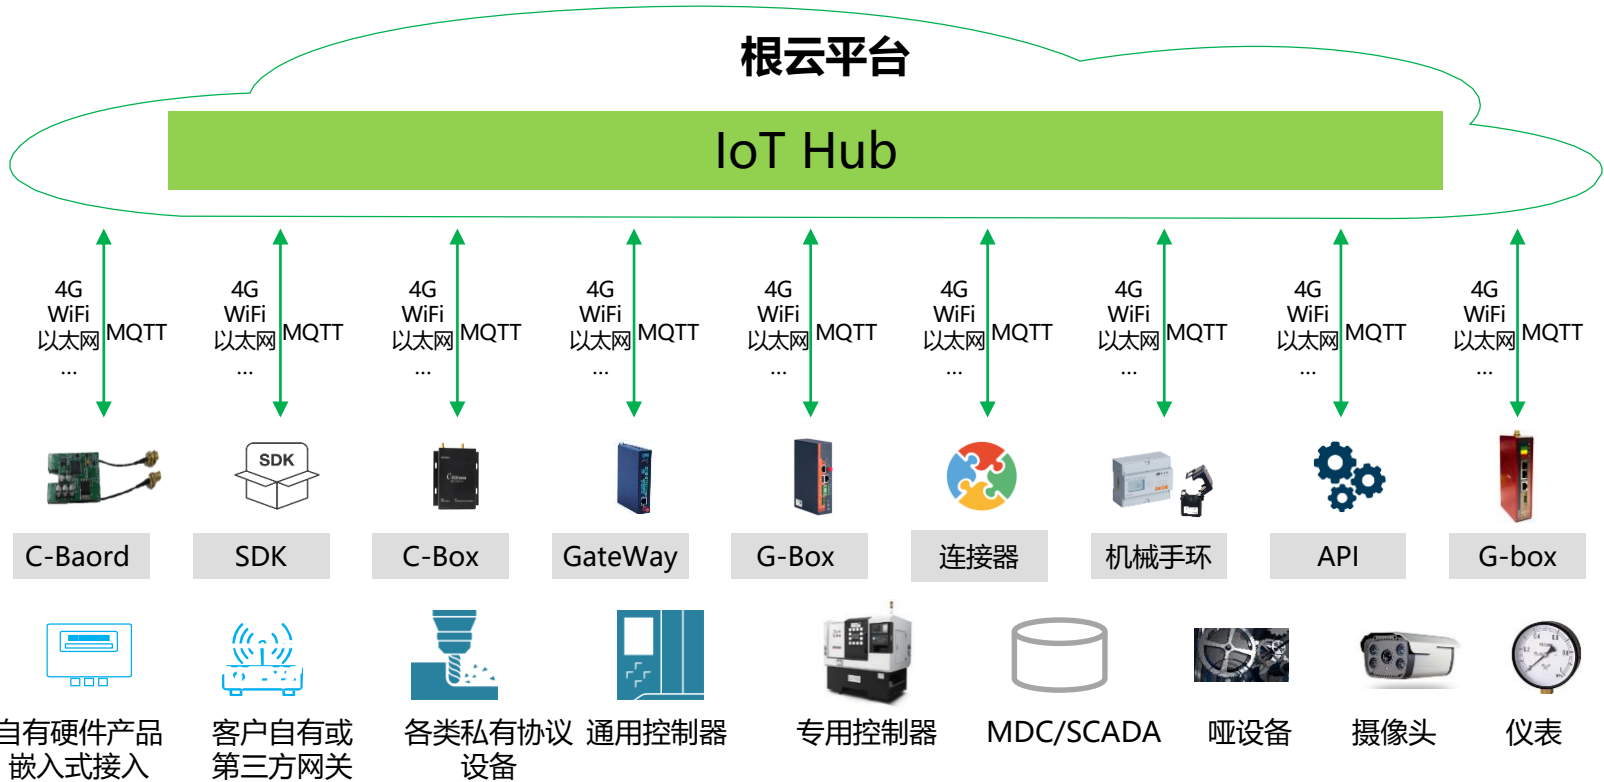 根云平台
IoT Hub
4G
WiFi
以太网
...
MQTT
4G
WiFi
以太网
...
MQTT
4G
WiFi
以太网
...
MQTT
4G
WiFi
以太网
...
MQTT
4G
WiFi
以太网
...
MQTT
4G
WiFi
以太网
...
MQTT
4G
WiFi
以太网
...
MQTT
4G
WiFi
以太网
...
MQTT
4G
WiFi
以太网
...
MQTT
SDK
C-Baord
SDK
C-Box
GateWay
G-Box
连接器
机械手环
API
G-box
自有硬件产品
嵌入式接入
客户自有或
第三方网关
各类私有协议
设备
通用控制器
专用控制器
MDC/SCADA
哑设备
摄像头
仪表